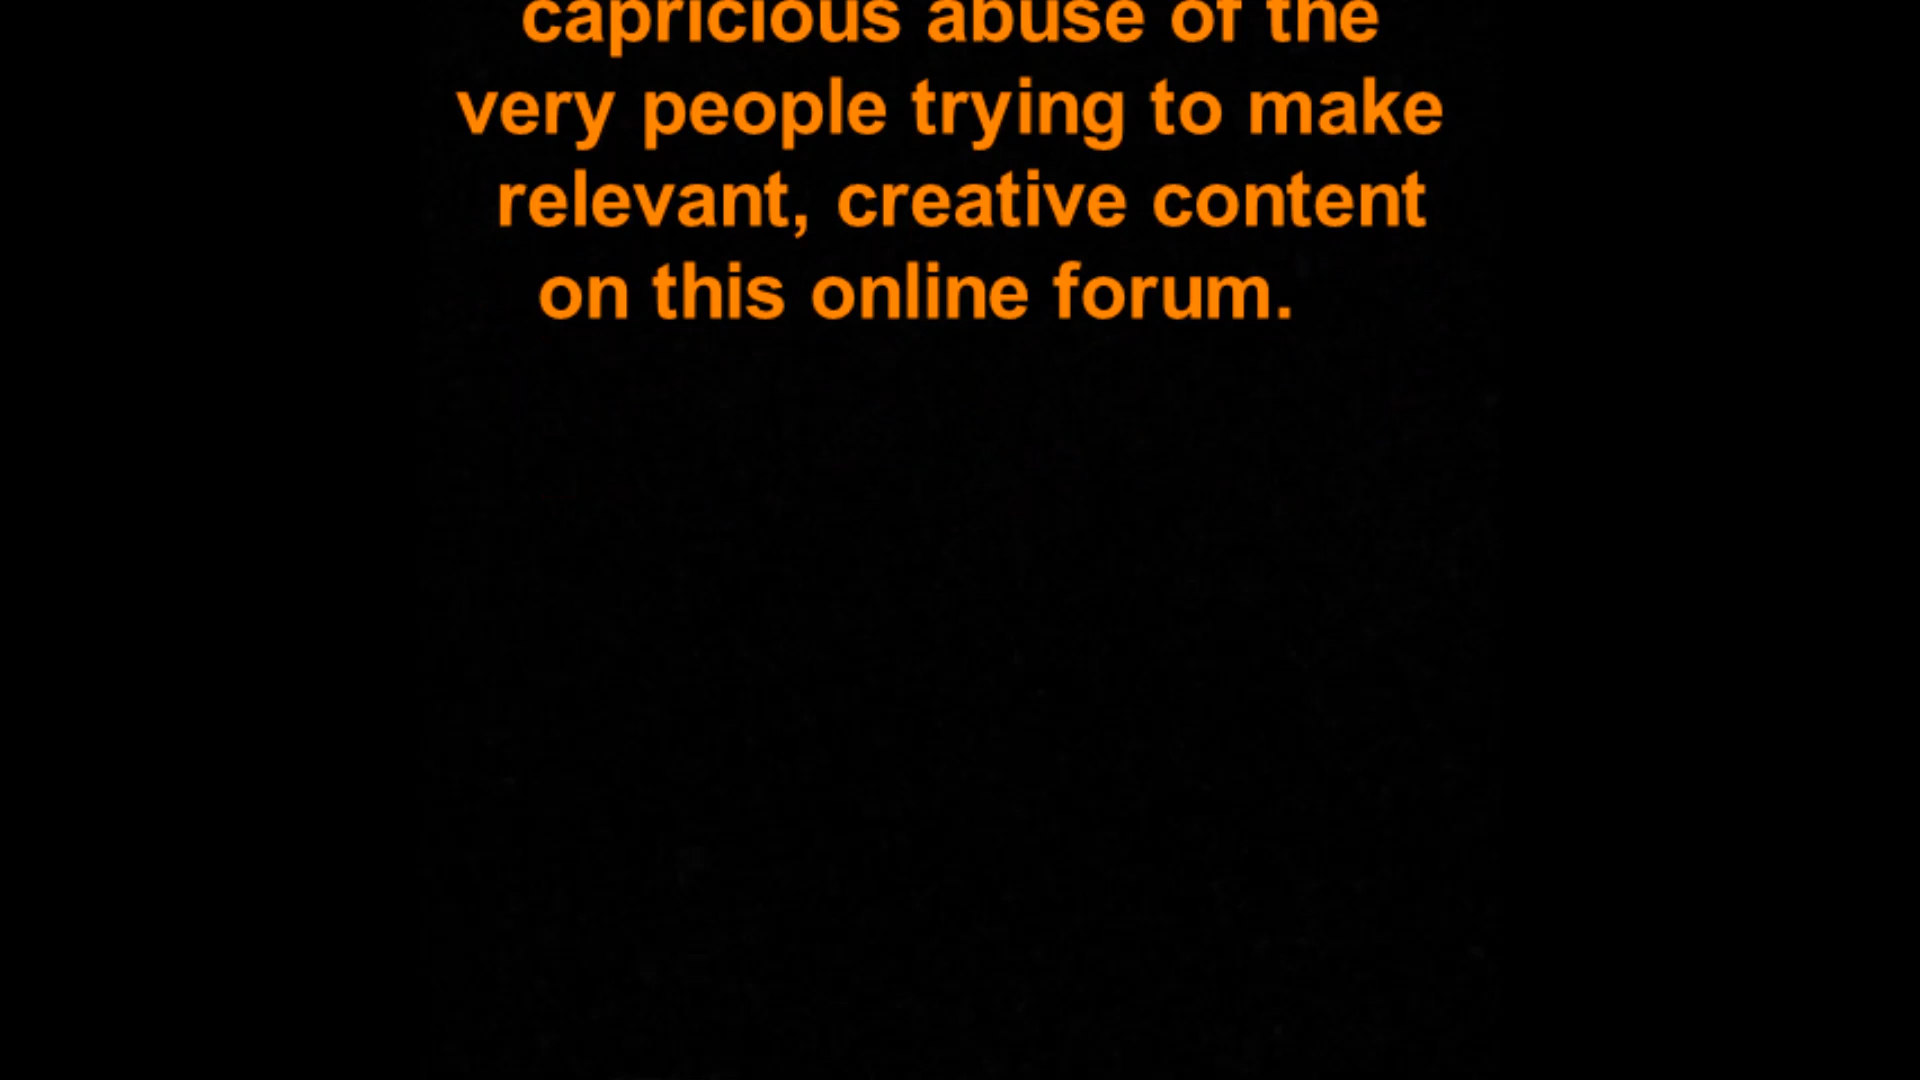 capricious abuse of the
very people trying to make
relevant, creative content
on this online forum.